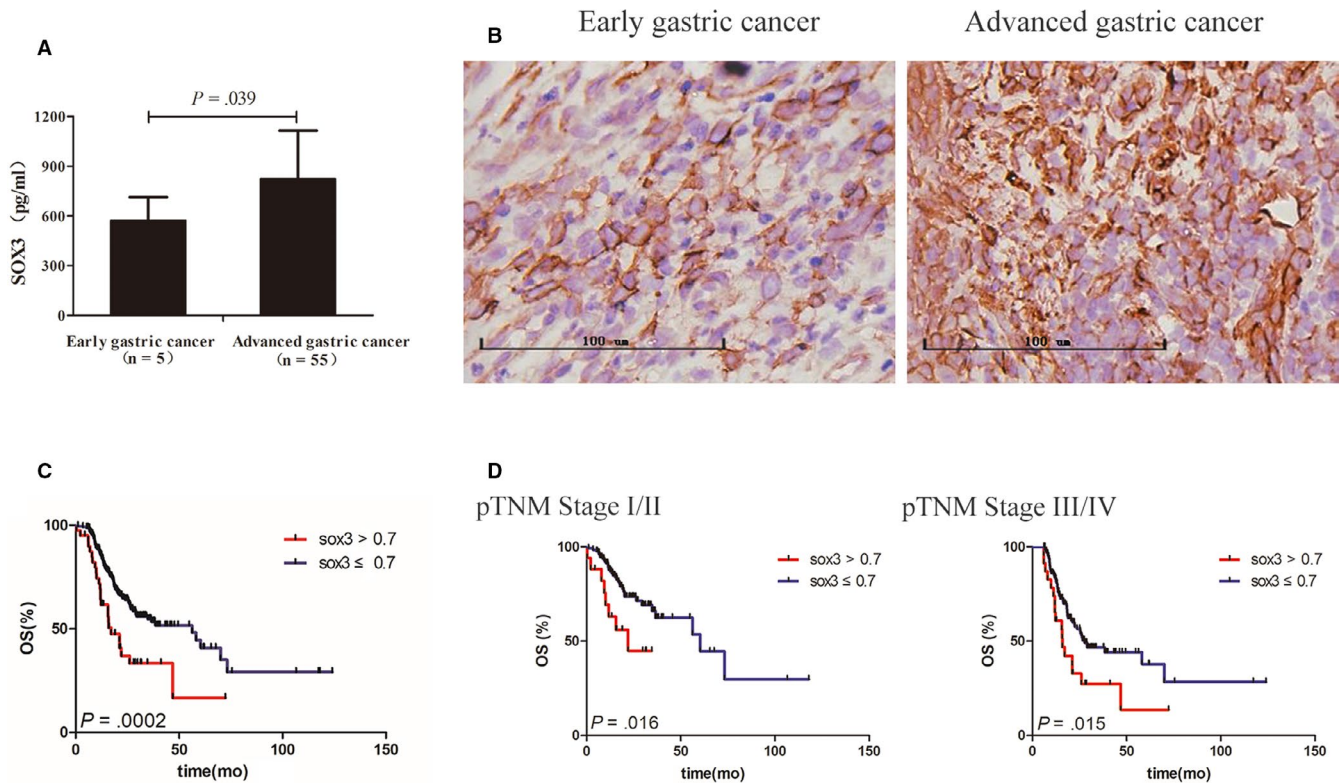 A
P = .039
SOX3 (pg/ml)
1200
900
600
300
0
Early gastric cancer
(n = 5)
Advanced gastric cancer
(n = 55)
B
Early gastric cancer
Advanced gastric cancer
100 um
100 um
C
100
50
0
OS(%)
sox3 > 0.7
sox3 ≤ 0.7
P = .0002
0
50
100
150
time(mo)
D
pTNM Stage I/II
100
50
0
OS (%)
sox3 > 0.7
sox3 ≤ 0.7
P = .016
0
50
100
150
time(mo)
pTNM Stage III/IV
100
50
0
OS (%)
sox3 > 0.7
sox3 ≤ 0.7
P = .015
0
50
100
150
time(mo)